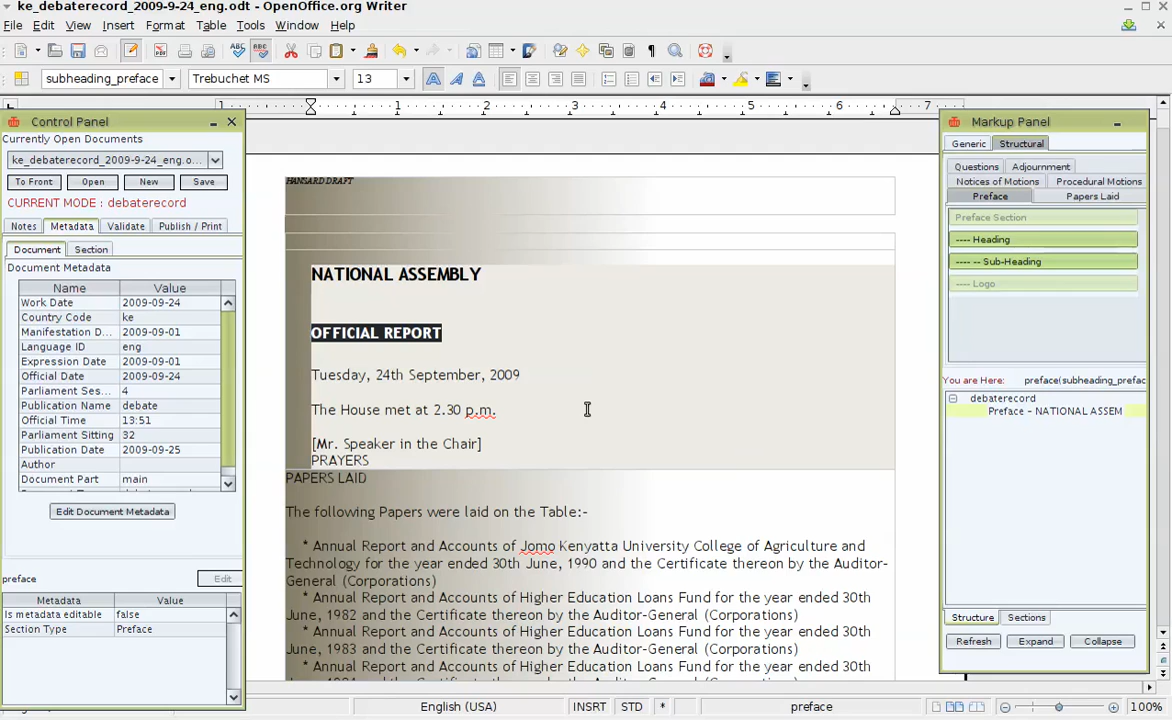 ke_debaterecord_2009-9-24_eng.odt - OpenOffice.org Writer
File Edit View Insert Format Table Tools Window Help
subheading_preface Trebuchet MS 13
1 1 2 3 4 5 6 7
Control Panel
Currently Open Documents
ke_debaterecord_2009-9-24_eng.o...
To Front Open New Save
CURRENT MODE : debaterecord
Notes Metadata Validate Publish / Print
Document Section
Document Metadata
Name Value
Work Date 2009-09-24
Country Code ke
Manifestation D... 2009-09-01
Language ID eng
Expression Date 2009-09-01
Official Date 2009-09-24
Parliament Ses... 4
Publication Name debate
Official Time 13:51
Parliament Sitting 32
Publication Date 2009-09-25
Author
Document Part main
Edit Document Metadata
preface Edit
Metadata Value
Is metadata editable false
Section Type Preface
HANSARD DRAFT
NATIONAL ASSEMBLY
OFFICIAL REPORT
Tuesday, 24th September, 2009
The House met at 2.30 p.m.
[Mr. Speaker in the Chair]
PRAYERS
PAPERS LAID
The following Papers were laid on the Table:-
* Annual Report and Accounts of Jomo Kenyatta University College of Agriculture and
Technology for the year ended 30th June, 1990 and the Certificate thereon by the Auditor-
General (Corporations)
* Annual Report and Accounts of Higher Education Loans Fund for the year ended 30th
June, 1982 and the Certificate thereon by the Auditor-General (Corporations)
* Annual Report and Accounts of Higher Education Loans Fund for the year ended 30th
June, 1983 and the Certificate thereon by the Auditor-General (Corporations)
* Annual Report and Accounts of Higher Education Loans Fund for the year ended 30th
Markup Panel
Generic Structural
Questions Adjournment
Notices of Motions Procedural Motions
Preface Papers Laid
Preface Section
---- Heading
---- -- Sub-Heading
---- Logo
You are Here: preface(subheading_prefac
debaterecord
Preface - NATIONAL ASSEM
Structure Sections
Refresh Expand Collapse
English (USA) INSRT STD * preface 100%